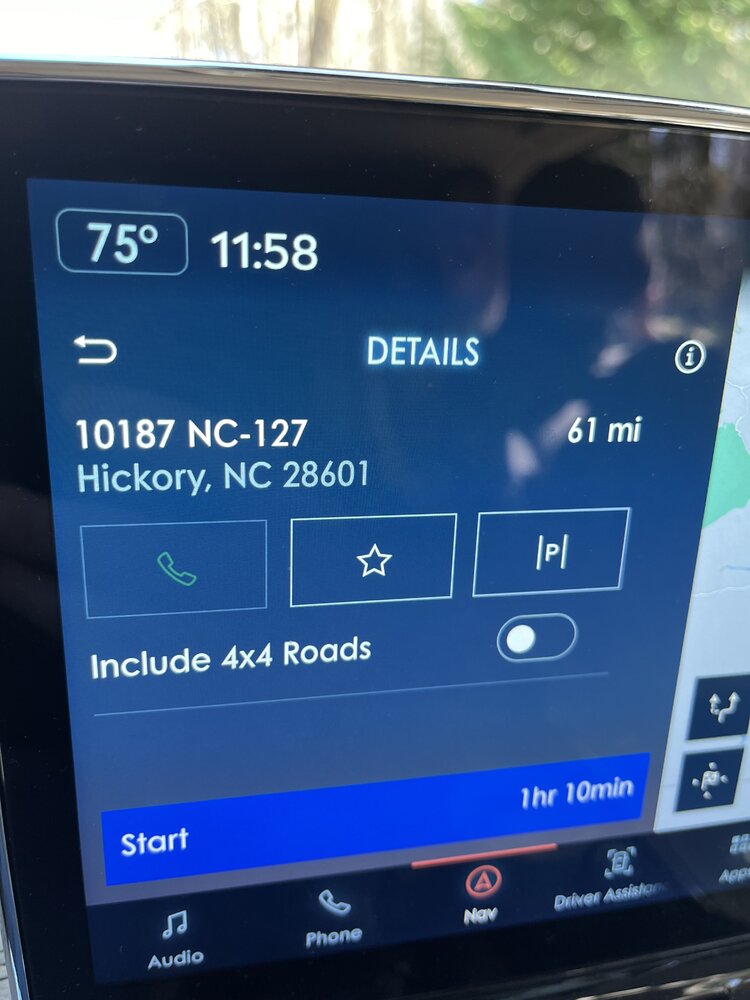 75° 11:58
DETAILS
10187 NC-127 61 mi
Hickory, NC 28601
P
Include 4x4 Roads
Start 1hr 10min
Audio Phone Nav Driver